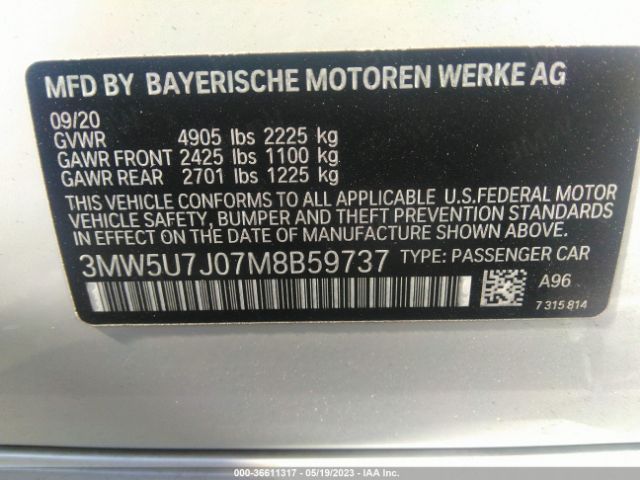 MFD BY BAYERISCHE MOTOREN WERKE AG
09/20
GVWR 4905 lbs 2225 kg
GAWR FRONT 2425 lbs 1100 kg
GAWR REAR 2701 lbs 1225 kg
THIS VEHICLE CONFORMS TO ALL APPLICABLE U.S.FEDERAL MOTOR
VEHICLE SAFETY, BUMPER AND THEFT PREVENTION STANDARDS IN
EFFECT ON THE DATE OF MANUFACTURE SHOWN ABOVE.
3MW5U7J07M8B59737 TYPE: PASSENGER CAR
A96
7 315 814
000-36611317 - 05/19/2023 - IAA Inc.